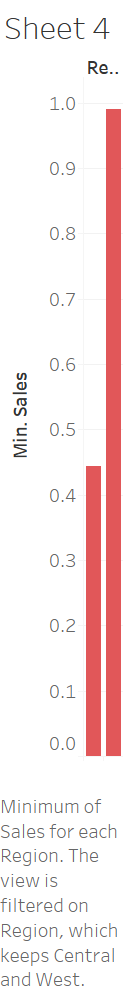 Sheet 4
Re..
1.0
0.9
0.8
0.7
0.6
0.5
0.4
0.3
0.2
0.1
0.0
Min. Sales
Minimum of
Sales for each
Region. The
view is
filtered on
Region, which
keeps Central
and West.